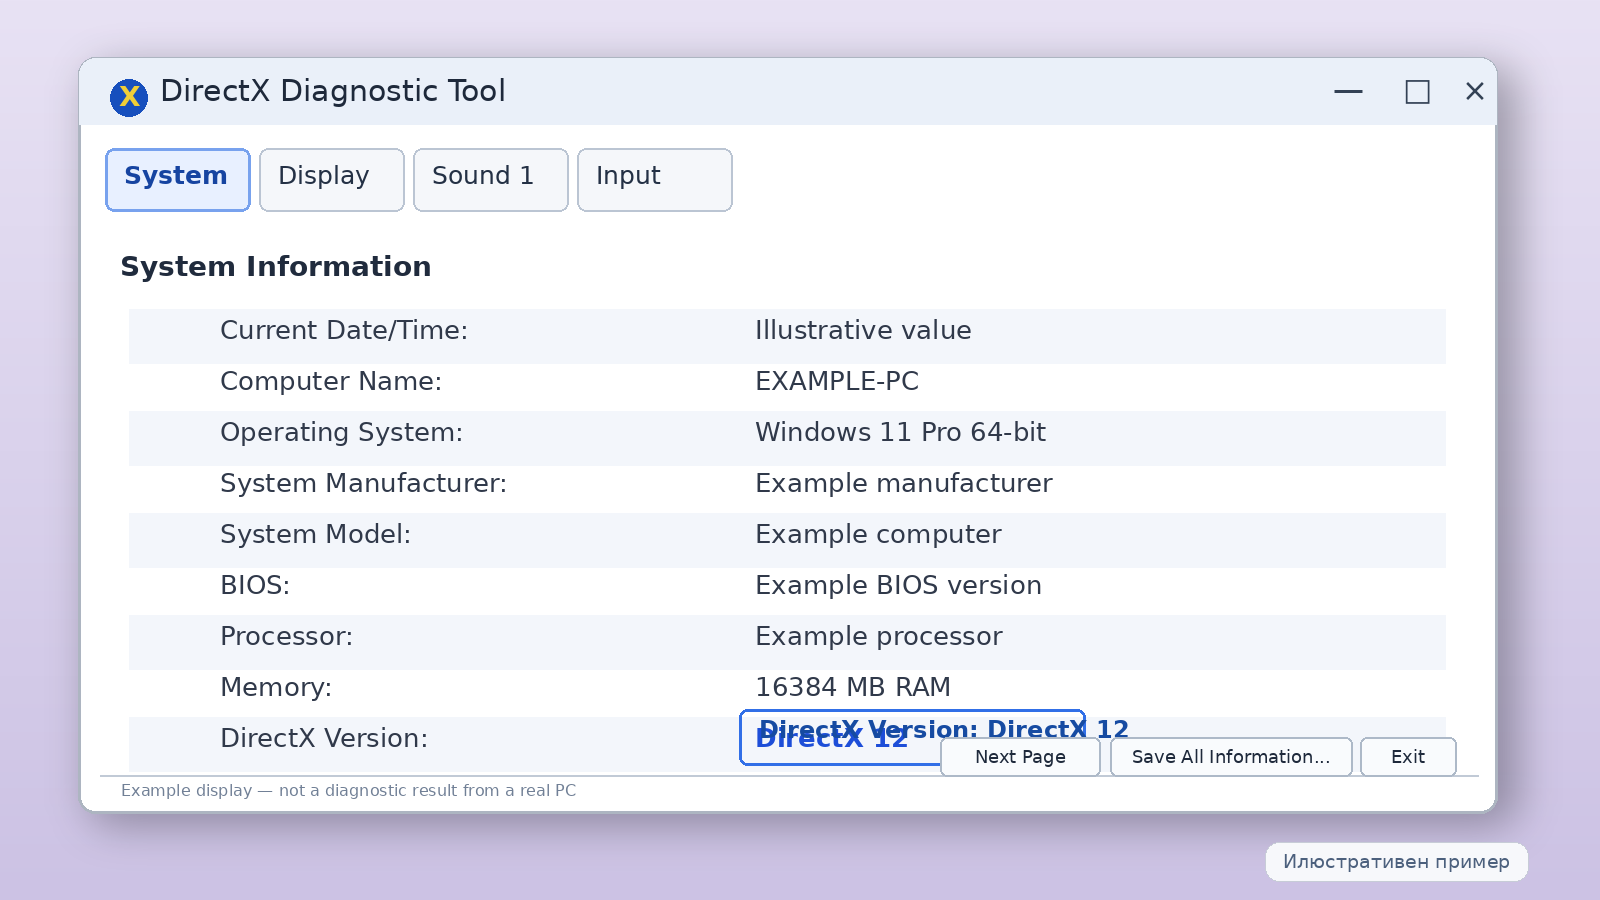 X DirectX Diagnostic Tool
System Display Sound 1 Input
System Information
Current Date/Time: Illustrative value
Computer Name: EXAMPLE-PC
Operating System: Windows 11 Pro 64-bit
System Manufacturer: Example manufacturer
System Model: Example computer
BIOS: Example BIOS version
Processor: Example processor
Memory: 16384 MB RAM
DirectX Version: DirectX 12
DirectX Version: DirectX 12
Next Page Save All Information... Exit
Example display — not a diagnostic result from a real PC
Илюстративен пример